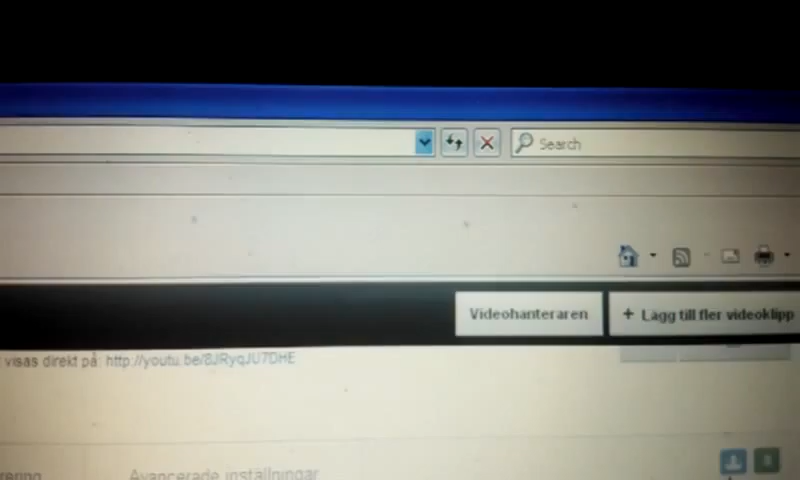 Search
Videohanteraren
+ Lägg till fler videoklipp
visas direkt på: http://youtu.be/8JRyqJU7DHE
Avancerade inställningar